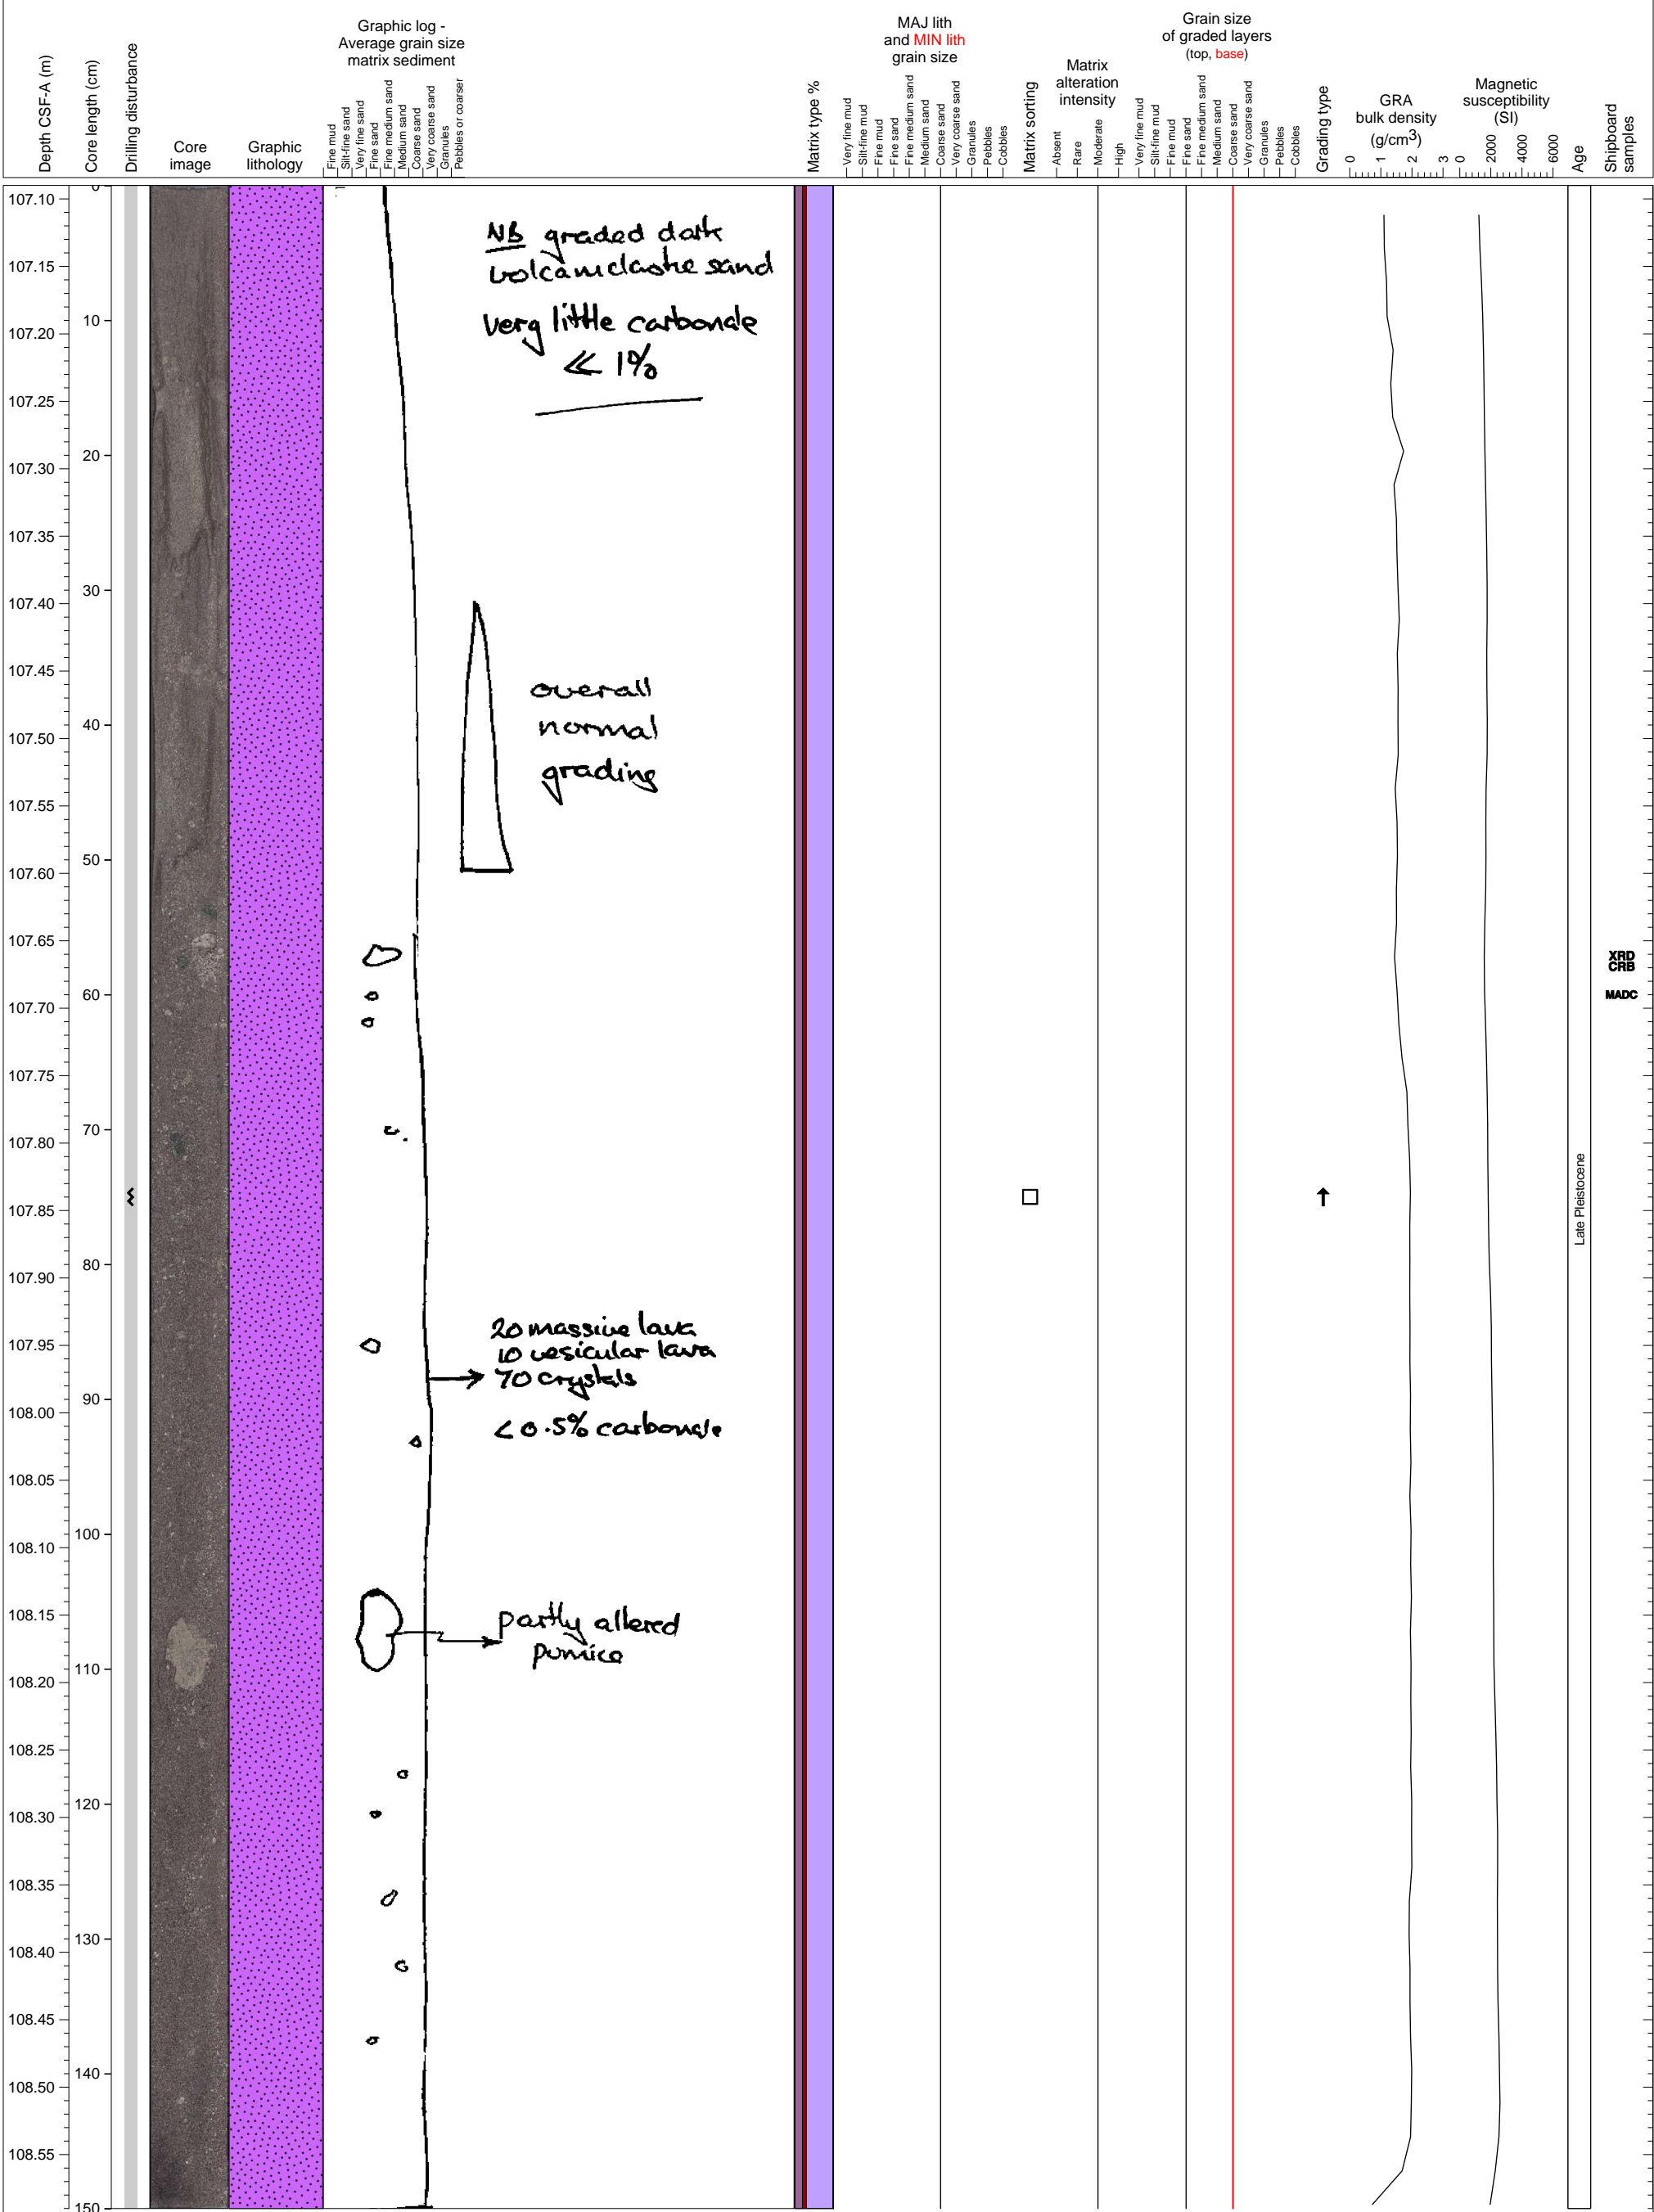 Depth CSF-A (m)
Core length (cm)
Drilling disturbance
Core
image
Graphic
lithology
Graphic log -
Average grain size
matrix sediment
Fine mud
Silt-fine sand
Very fine sand
Fine sand
Fine medium sand
Medium sand
Coarse sand
Very coarse sand
Granules
Pebbles or coarser
Matrix type %
MAJ lith
and MIN lith
grain size
Very fine mud
Silt-fine mud
Fine mud
Fine sand
Fine medium sand
Medium sand
Coarse sand
Very coarse sand
Granules
Pebbles
Cobbles
Matrix sorting
Matrix
alteration
intensity
Absent
Rare
Moderate
High
Grain size
of graded layers
(top, base)
Very fine mud
Silt-fine mud
Fine mud
Fine sand
Fine medium sand
Medium sand
Coarse sand
Very coarse sand
Granules
Pebbles
Cobbles
Grading type
GRA
bulk density
(g/cm3)
0 1 2 3
Magnetic
susceptibility
(SI)
0 2000 4000 6000
Age
Shipboard
samples
107.10
107.15
107.20
107.25
107.30
107.35
107.40
107.45
107.50
107.55
107.60
107.65
107.70
107.75
107.80
107.85
107.90
107.95
108.00
108.05
108.10
108.15
108.20
108.25
108.30
108.35
108.40
108.45
108.50
108.55
0
10
20
30
40
50
60
70
80
90
100
110
120
130
140
150
NB graded dark
volcaniclastic sand
very little carbonate
<< 1%
overall
normal
grading
20 massive lava
10 vesicular lava
70 crystals
<0.5% carbonate
partly altered
pumice
Late Pleistocene
XRD
CRB
MADC